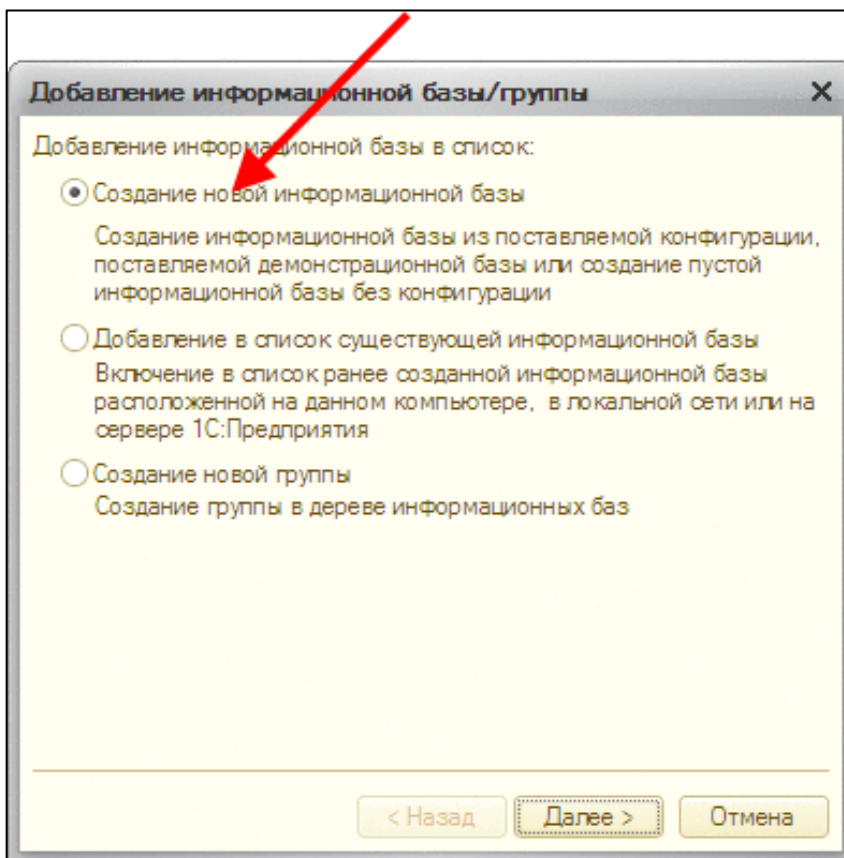 Добавление информационной базы/группы
Добавление информационной базы в список:
Создание новой информационной базы
Создание информационной базы из поставляемой конфигурации,
поставляемой демонстрационной базы или создание пустой
информационной базы без конфигурации
Добавление в список существующей информационной базы
Включение в список ранее созданной информационной базы
расположенной на данном компьютере, в локальной сети или на
сервере 1С:Предприятия
Создание новой группы
Создание группы в дереве информационных баз
< Назад Далее > Отмена